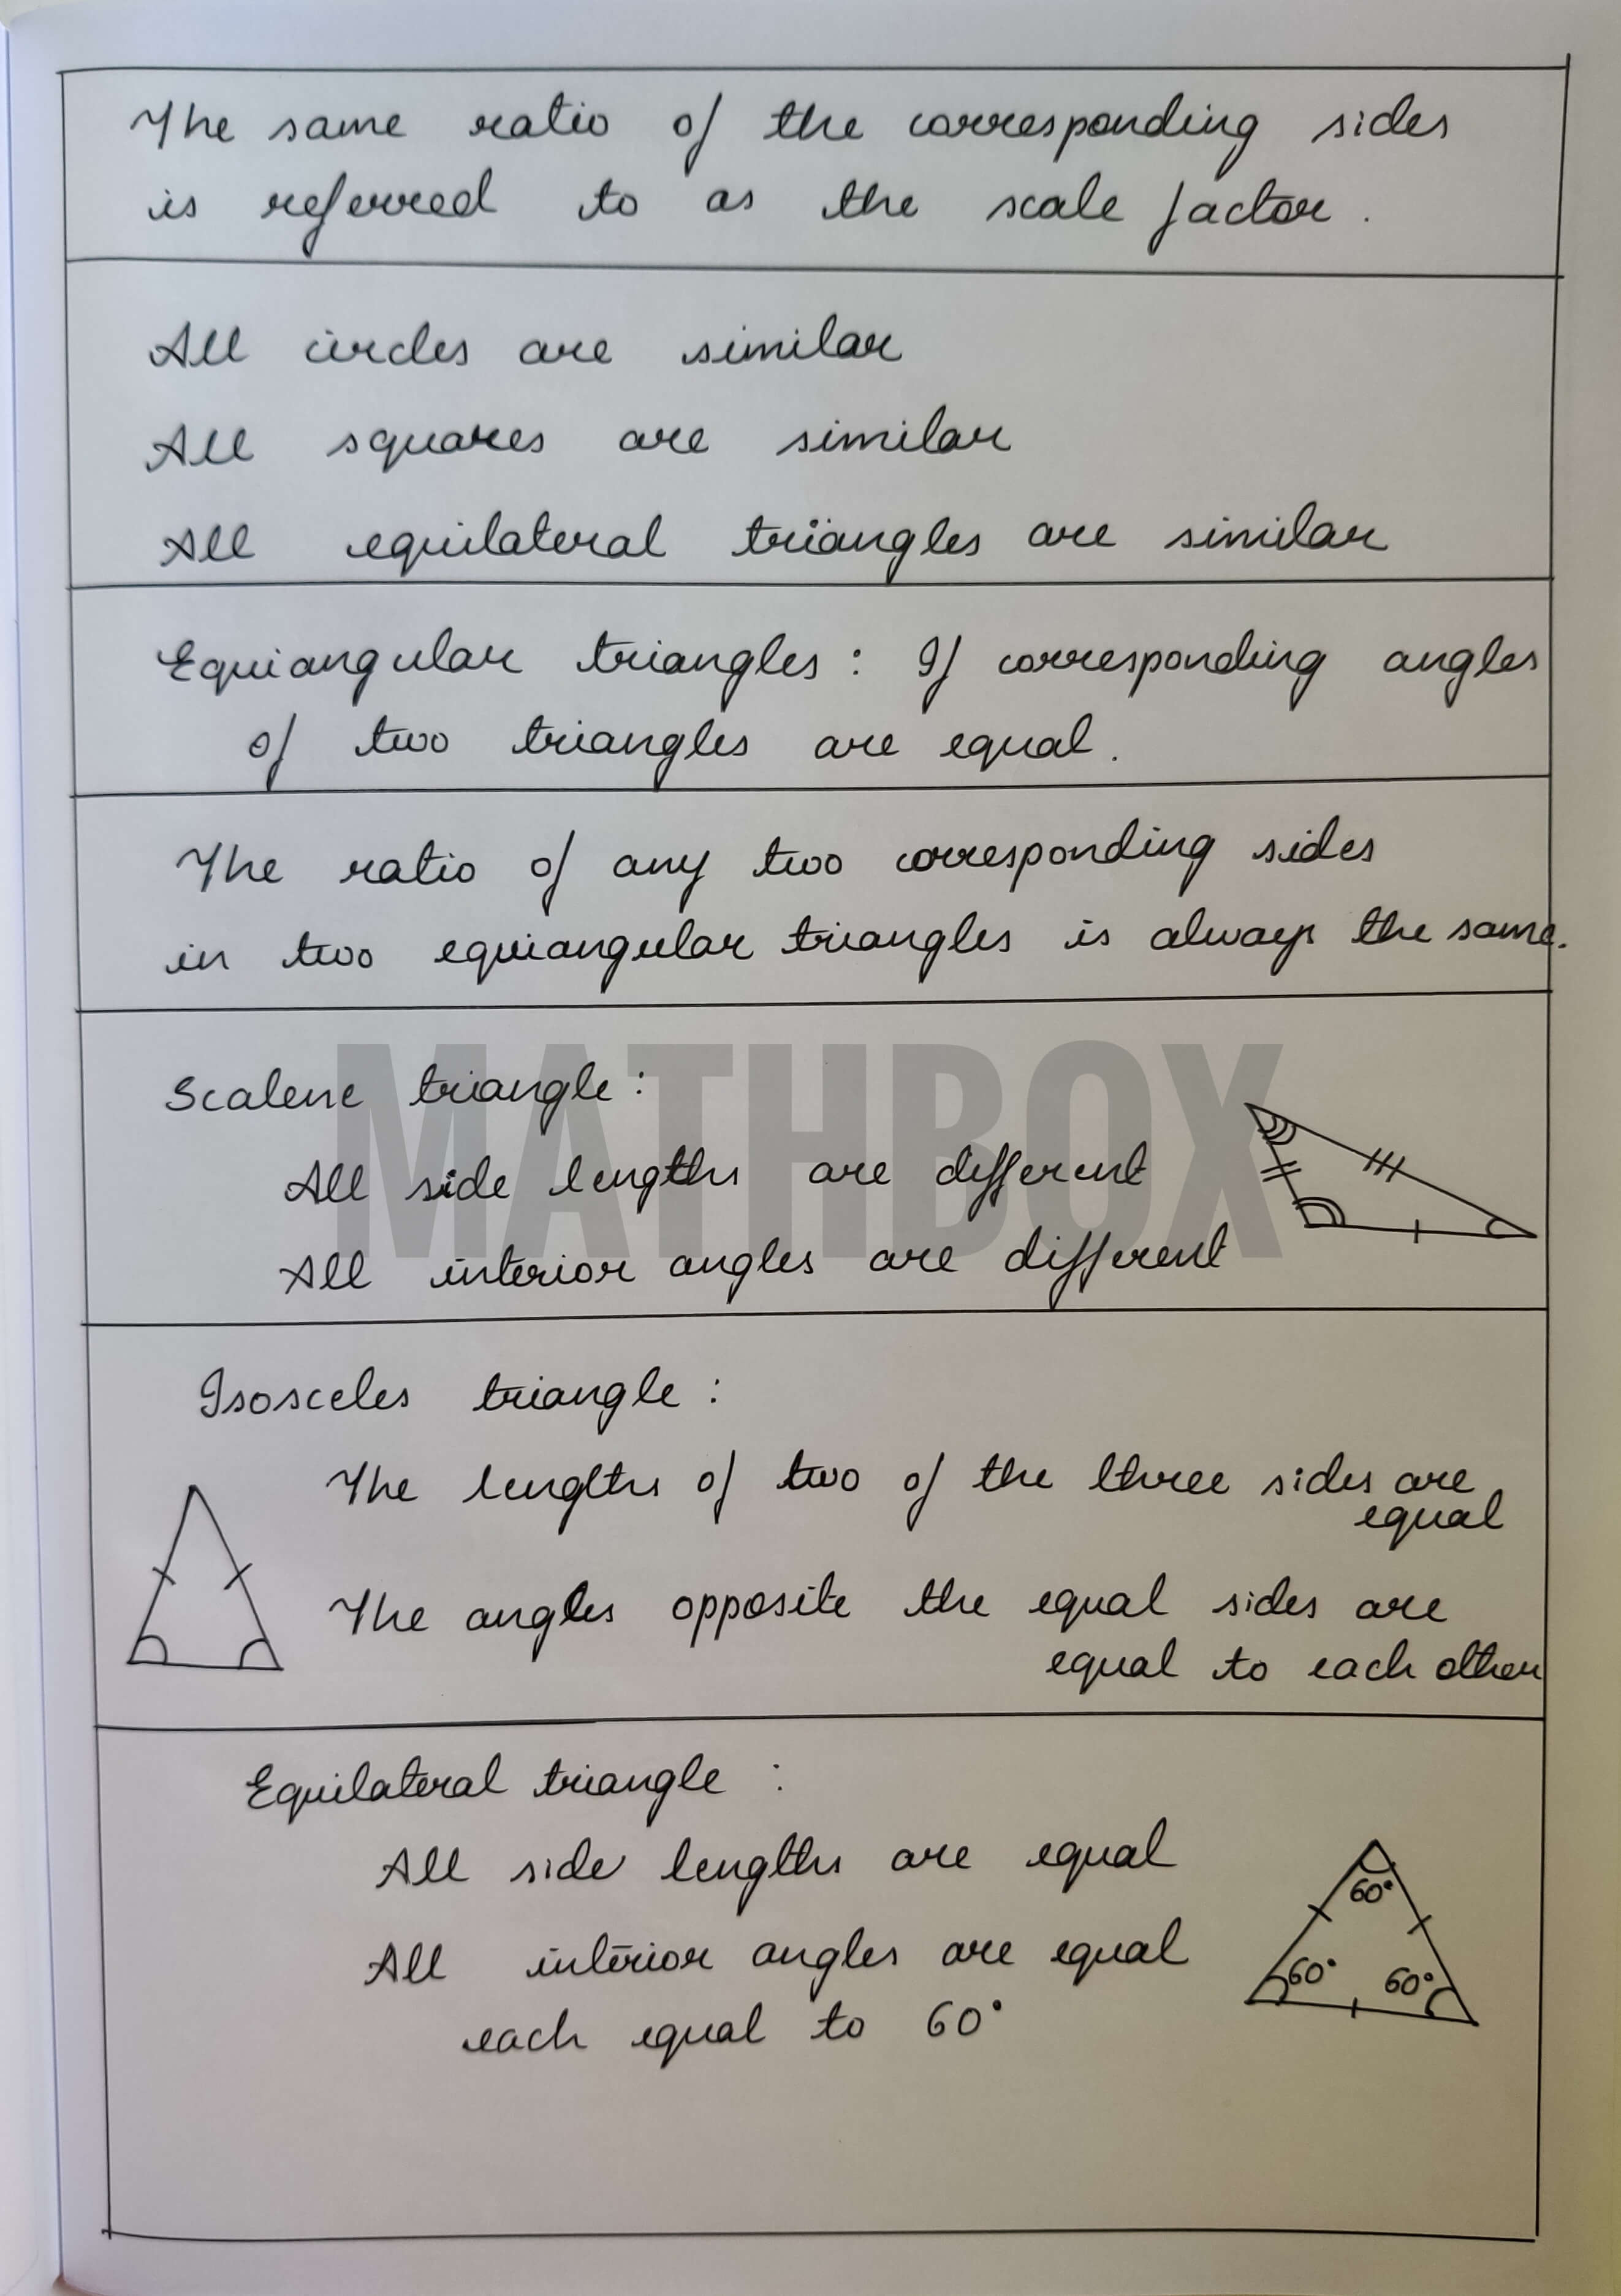 The same ratio of the corresponding sides
is referred to as the scale factor.
All circles are similar
All squares are similar
All equilateral triangles are similar
Equiangular triangles: If corresponding angles
of two triangles are equal.
The ratio of any two corresponding sides
in two equiangular triangles is always the same.
MATHBOX
Scalene triangle:
All side lengths are different
All interior angles are different
Isosceles triangle:
The lengths of two of the three sides are
equal
The angles opposite the equal sides are
equal to each other
Equilateral triangle:
All side lengths are equal
60°
All interior angles are equal
60° 60°
each equal to 60°